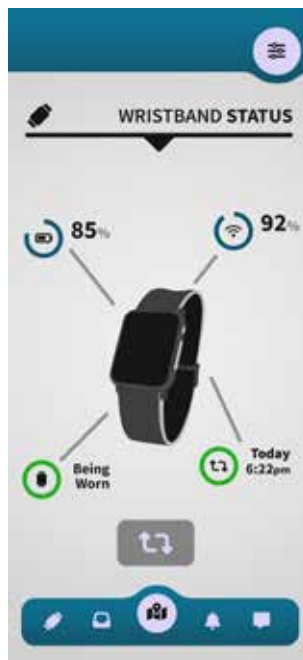 WRISTBAND STATUS
85%
92%
Being
Worn
Today
6:22pm